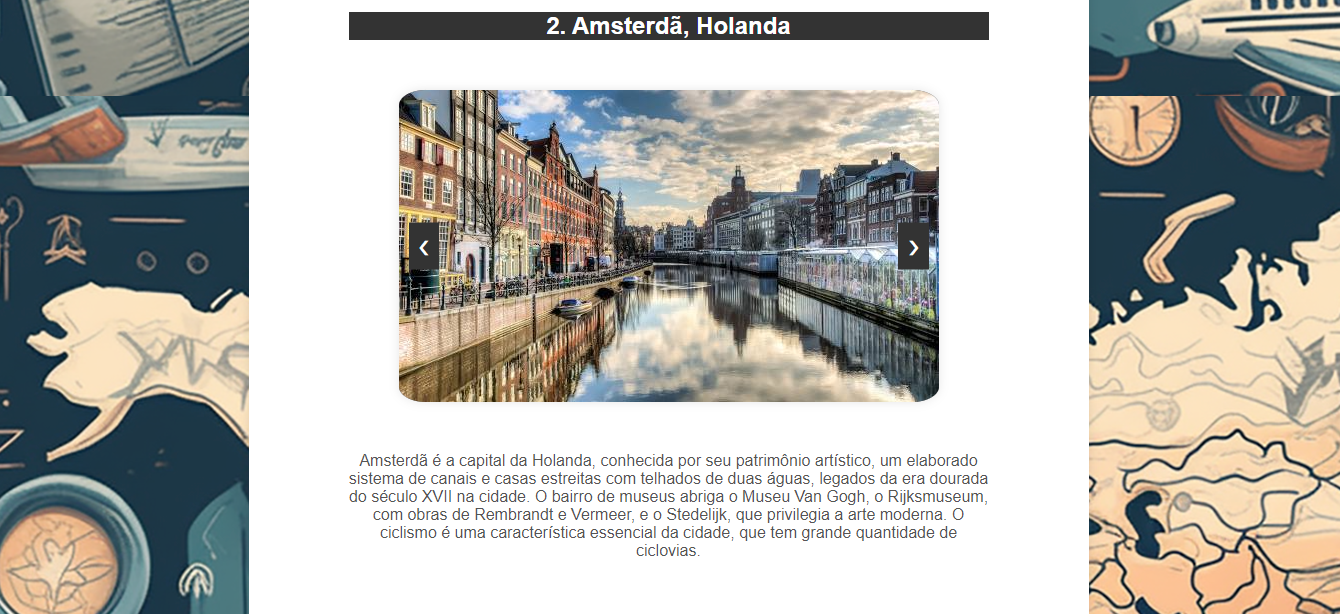 2. Amsterdã, Holanda
Amsterdã é a capital da Holanda, conhecida por seu patrimônio artístico, um elaborado
sistema de canais e casas estreitas com telhados de duas águas, legados da era dourada
do século XVII na cidade. O bairro de museus abriga o Museu Van Gogh, o Rijksmuseum,
com obras de Rembrandt e Vermeer, e o Stedelijk, que privilegia a arte moderna. O
ciclismo é uma característica essencial da cidade, que tem grande quantidade de
ciclovias.